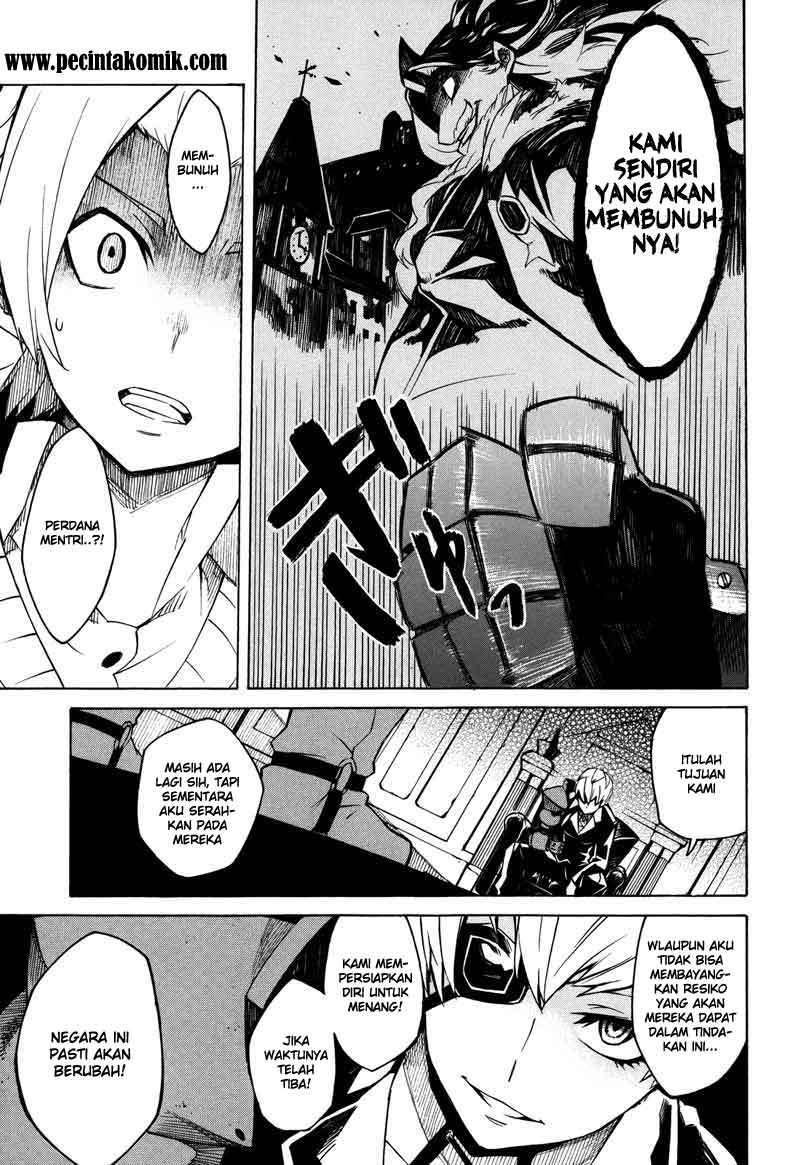 www.pecintakomik.com
KAMI
SENDIRI
YANG AKAN
MEMBUNUH-
NYA!
ギュッ
MEM-
BUNUH
...
PERDANA
MENTRI..?!
ITULAH
TUJUAN
KAMI
MASIH ADA
LAGI SIH, TAPI
SEMENTARA
AKU SERAH-
KAN PADA
MEREKA
WLAUPUN AKU
TIDAK BISA
MEMBAYANG-
KAN RESIKO
YANG AKAN
MEREKA DAPAT
DALAM TINDA-
KAN INI...
KAMI MEM-
PERSIAPKAN
DIRI UNTUK
MENANG!
JIKA
WAKTUNYA
TELAH
TIBA!
NEGARA INI
PASTI AKAN
BERUBAH!